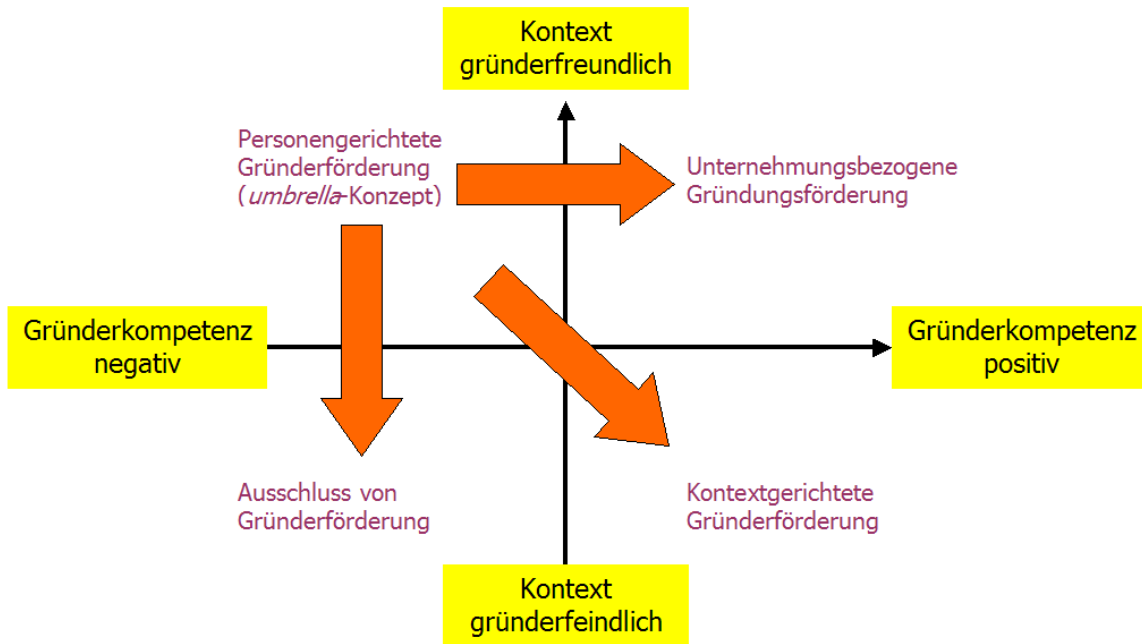 Kontext
gründerfreundlich
Personengerichtete
Gründerförderung
(umbrella-Konzept)
Unternehmungsbezogene
Gründungsförderung
Gründerkompetenz
negativ
Gründerkompetenz
positiv
Ausschluss von
Gründerförderung
Kontextgerichtete
Gründerförderung
Kontext
gründerfeindlich